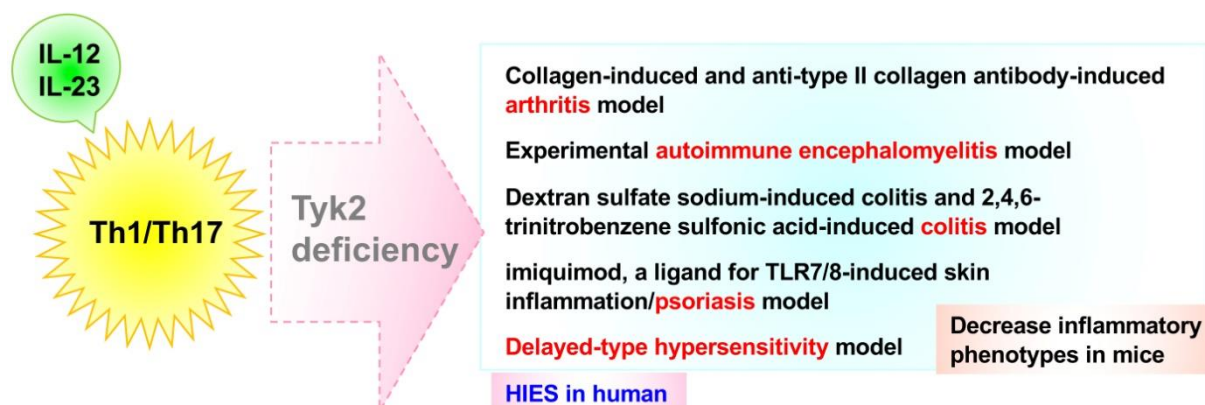 IL-12
IL-23
Th1/Th17
Tyk2
deficiency
Collagen-induced and anti-type II collagen antibody-induced
arthritis model
Experimental autoimmune encephalomyelitis model
Dextran sulfate sodium-induced colitis and 2,4,6-
trinitrobenzene sulfonic acid-induced colitis model
imiquimod, a ligand for TLR7/8-induced skin
inflammation/psoriasis model
Delayed-type hypersensitivity model
Decrease inflammatory
phenotypes in mice
HIES in human